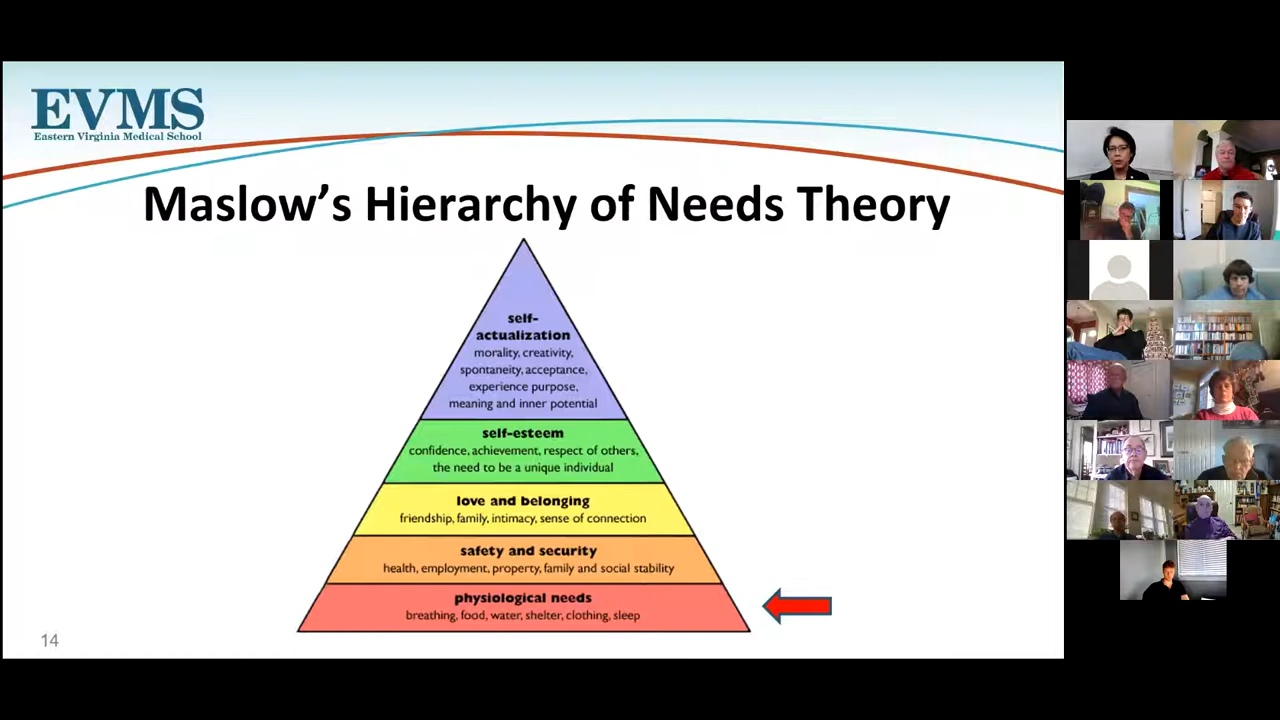 EVMS
Eastern Virginia Medical School
Maslow's Hierarchy of Needs Theory
self-
actualization
morality, creativity,
spontaneity, acceptance,
experience purpose,
meaning and inner potential
self-esteem
confidence, achievement, respect of others,
the need to be a unique individual
love and belonging
friendship, family, intimacy, sense of connection
safety and security
health, employment, property, family and social stability
physiological needs
breathing, food, water, shelter, clothing, sleep
14